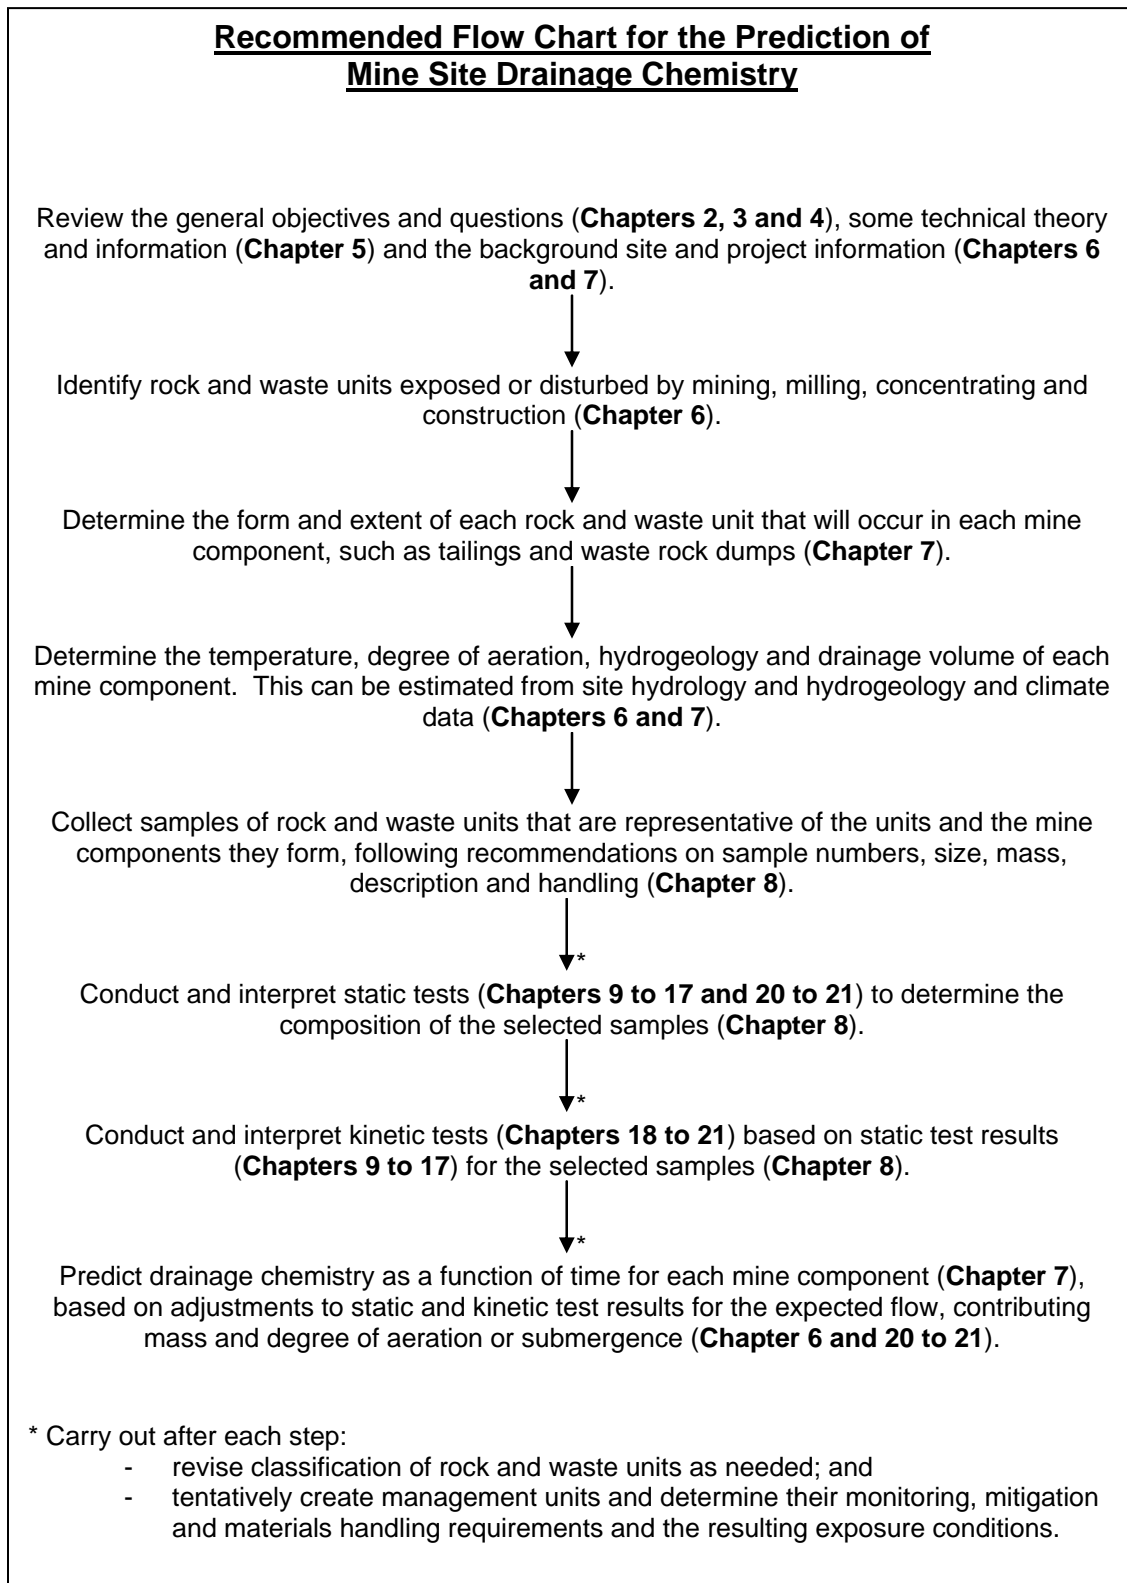 Recommended Flow Chart for the Prediction of
Mine Site Drainage Chemistry
Review the general objectives and questions (Chapters 2, 3 and 4), some technical theory
and information (Chapter 5) and the background site and project information (Chapters 6
and 7).
Identify rock and waste units exposed or disturbed by mining, milling, concentrating and
construction (Chapter 6).
Determine the form and extent of each rock and waste unit that will occur in each mine
component, such as tailings and waste rock dumps (Chapter 7).
Determine the temperature, degree of aeration, hydrogeology and drainage volume of each
mine component. This can be estimated from site hydrology and hydrogeology and climate
data (Chapters 6 and 7).
Collect samples of rock and waste units that are representative of the units and the mine
components they form, following recommendations on sample numbers, size, mass,
description and handling (Chapter 8).
*
Conduct and interpret static tests (Chapters 9 to 17 and 20 to 21) to determine the
composition of the selected samples (Chapter 8).
*
Conduct and interpret kinetic tests (Chapters 18 to 21) based on static test results
(Chapters 9 to 17) for the selected samples (Chapter 8).
*
Predict drainage chemistry as a function of time for each mine component (Chapter 7),
based on adjustments to static and kinetic test results for the expected flow, contributing
mass and degree of aeration or submergence (Chapter 6 and 20 to 21).
* Carry out after each step:
- revise classification of rock and waste units as needed; and
- tentatively create management units and determine their monitoring, mitigation
and materials handling requirements and the resulting exposure conditions.